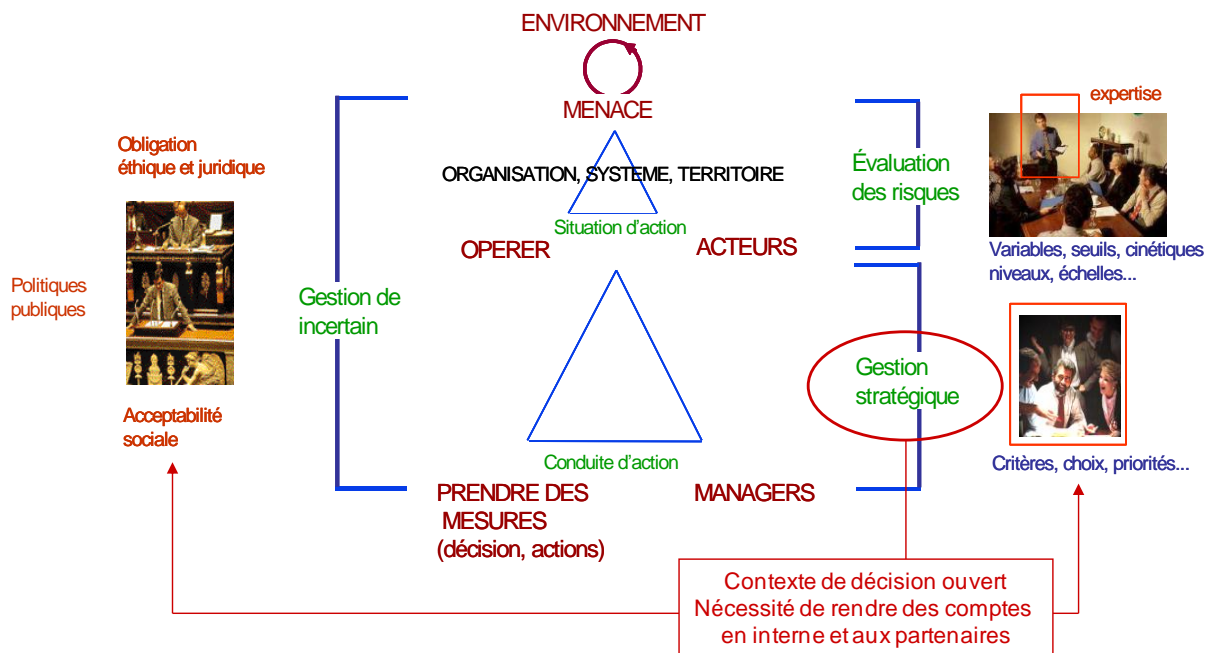 ENVIRONNEMENT
MENACE
ORGANISATION, SYSTEME, TERRITOIRE
Situation d'action
OPERER
ACTEURS
Conduite d'action
PRENDRE DES
MESURES
(décision, actions)
MANAGERS
Obligation
éthique et juridique
Politiques
publiques
Acceptabilité
sociale
Gestion de
incertain
Évaluation
des risques
Gestion
stratégique
expertise
Variables, seuils, cinétiques
niveaux, échelles...
Critères, choix, priorités...
Contexte de décision ouvert
Nécessité de rendre des comptes
en interne et aux partenaires